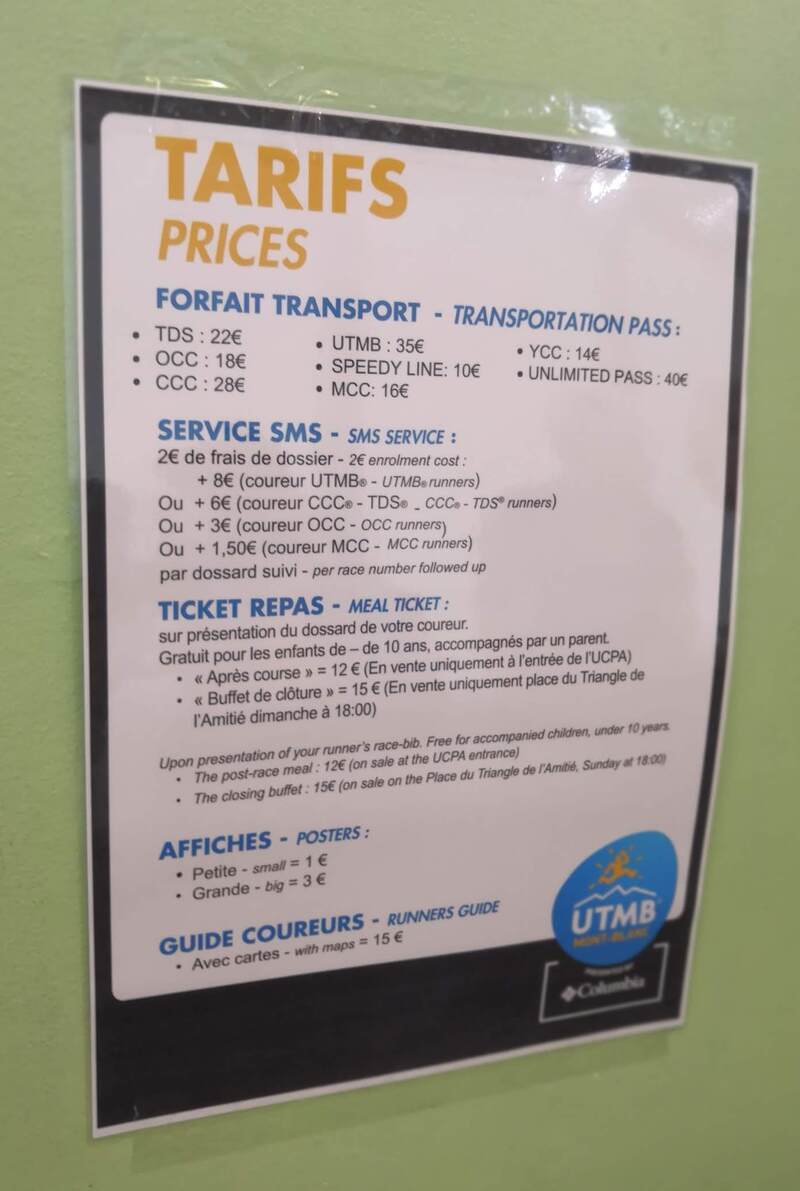 TARIFS
PRICES
FORFAIT TRANSPORT - TRANSPORTATION PASS :
• TDS : 22€
• OCC : 18€
• CCC : 28€
• UTMB : 35€
• SPEEDY LINE: 10€
• MCC: 16€
• YCC : 14€
• UNLIMITED PASS : 40€
SERVICE SMS - SMS SERVICE :
2€ de frais de dossier - 2€ enrolment cost :
+ 8€ (coureur UTMB® - UTMB® runners)
Ou + 6€ (coureur CCC® - TDS® - CCC® - TDS® runners)
Ou + 3€ (coureur OCC - OCC runners)
Ou + 1,50€ (coureur MCC - MCC runners)
par dossard suivi - per race number followed up
TICKET REPAS - MEAL TICKET :
sur présentation du dossard de votre coureur.
Gratuit pour les enfants de – de 10 ans, accompagnés par un parent.
• « Après course » = 12 € (En vente uniquement à l’entrée de l’UCPA)
• « Buffet de clôture » = 15 € (En vente uniquement place du Triangle de
l’Amitié dimanche à 18:00)
Upon presentation of your runner’s race-bib. Free for accompanied children, under 10 years.
• The post-race meal : 12€ (on sale at the UCPA entrance)
• The closing buffet : 15€ (on sale on the Place du Triangle de l’Amitié, Sunday at 18:00)
AFFICHES - POSTERS :
• Petite - small = 1 €
• Grande - big = 3 €
GUIDE COUREURS - RUNNERS GUIDE
• Avec cartes - with maps = 15 €
UTMB®
MONT-BLANC
PRESENTED BY
Columbia